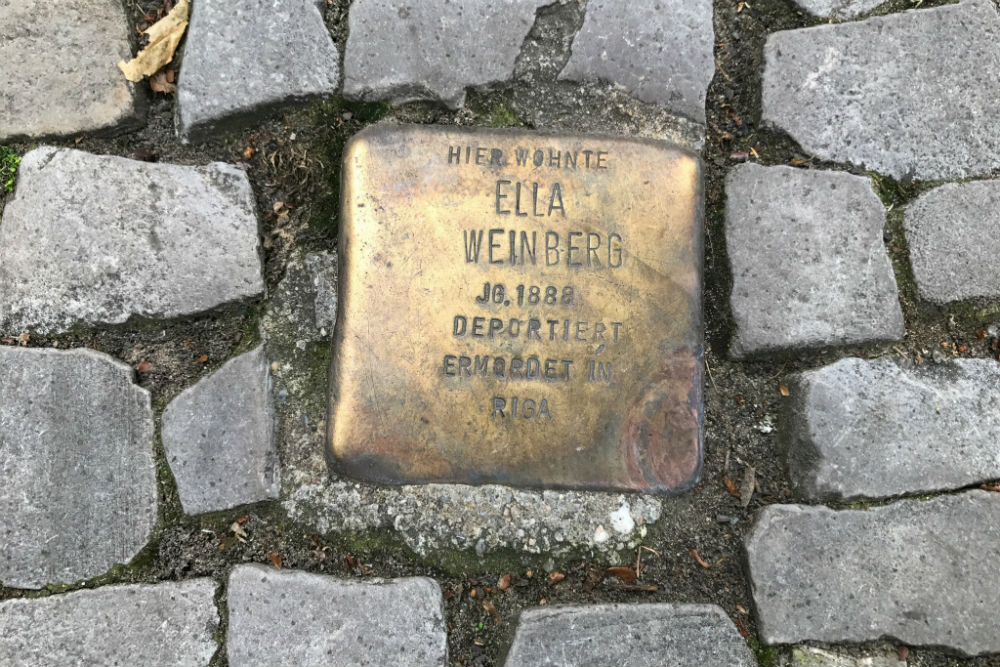 HIER WOHNTE
ELLA
WEINBERG
JG. 1888
DEPORTIERT
ERMORDET IN
RIGA